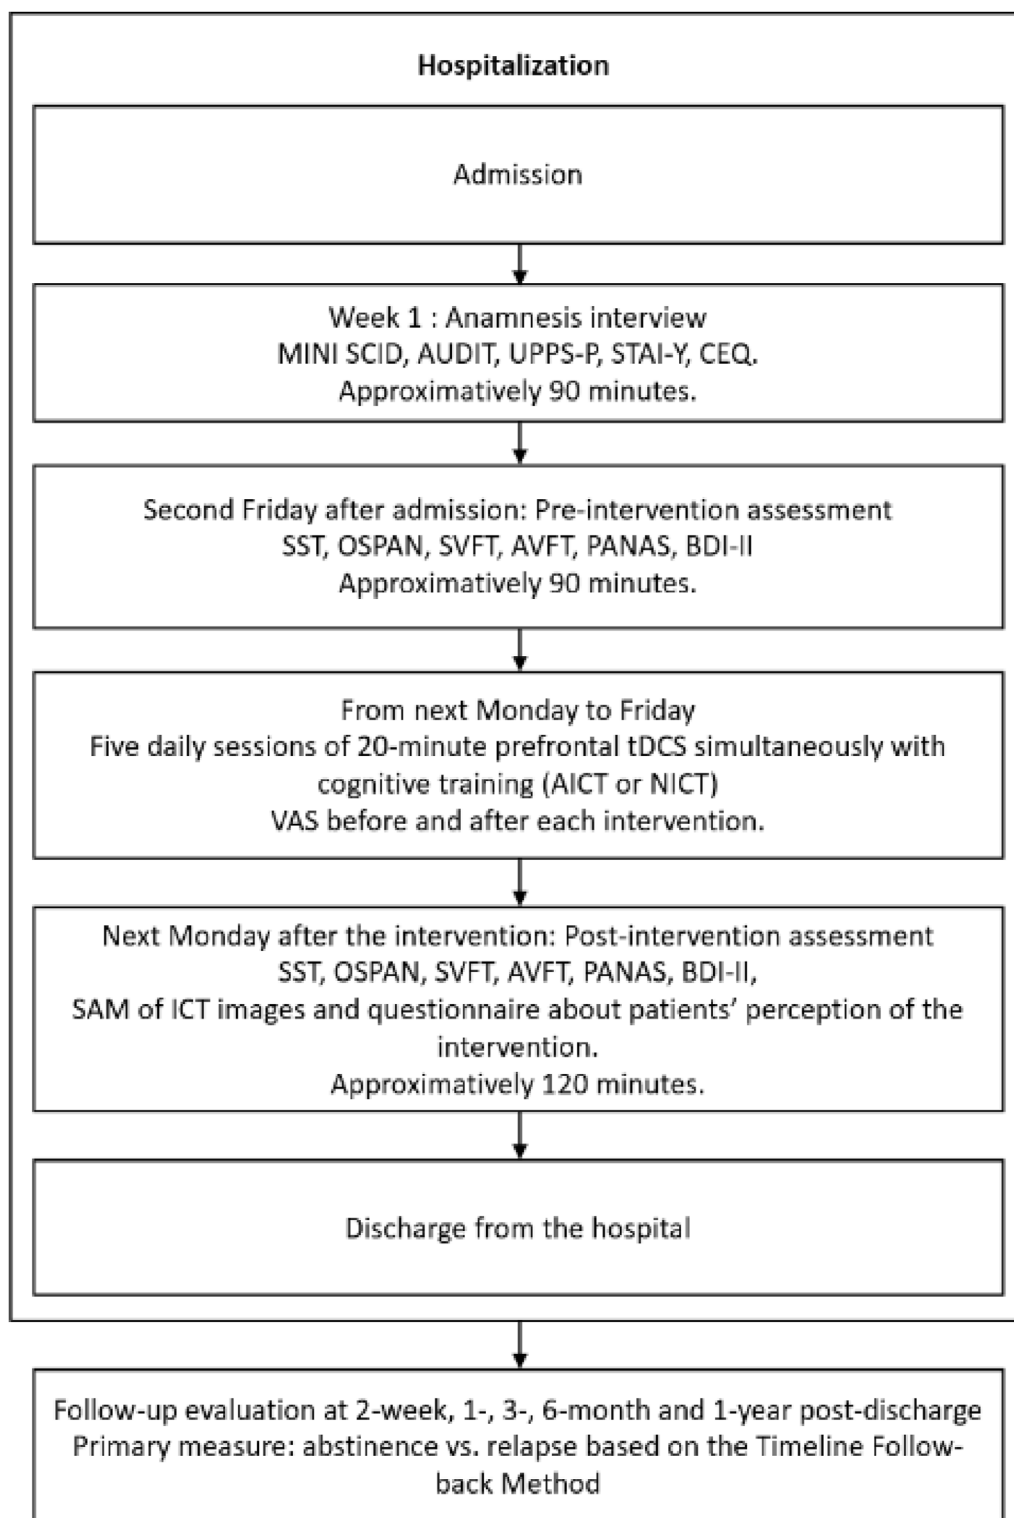 Hospitalization
Admission
Week 1 : Anamnesis interview
MINI SCID, AUDIT, UPPS-P, STAI-Y, CEQ.
Approximatively 90 minutes.
Second Friday after admission: Pre-intervention assessment
SST, OSPAN, SVFT, AVFT, PANAS, BDI-II
Approximatively 90 minutes.
From next Monday to Friday
Five daily sessions of 20-minute prefrontal tDCS simultaneously with
cognitive training (AICT or NICT)
VAS before and after each intervention.
Next Monday after the intervention: Post-intervention assessment
SST, OSPAN, SVFT, AVFT, PANAS, BDI-II,
SAM of ICT images and questionnaire about patients’ perception of the
intervention.
Approximatively 120 minutes.
Discharge from the hospital
Follow-up evaluation at 2-week, 1-, 3-, 6-month and 1-year post-discharge
Primary measure: abstinence vs. relapse based on the Timeline Follow-
back Method